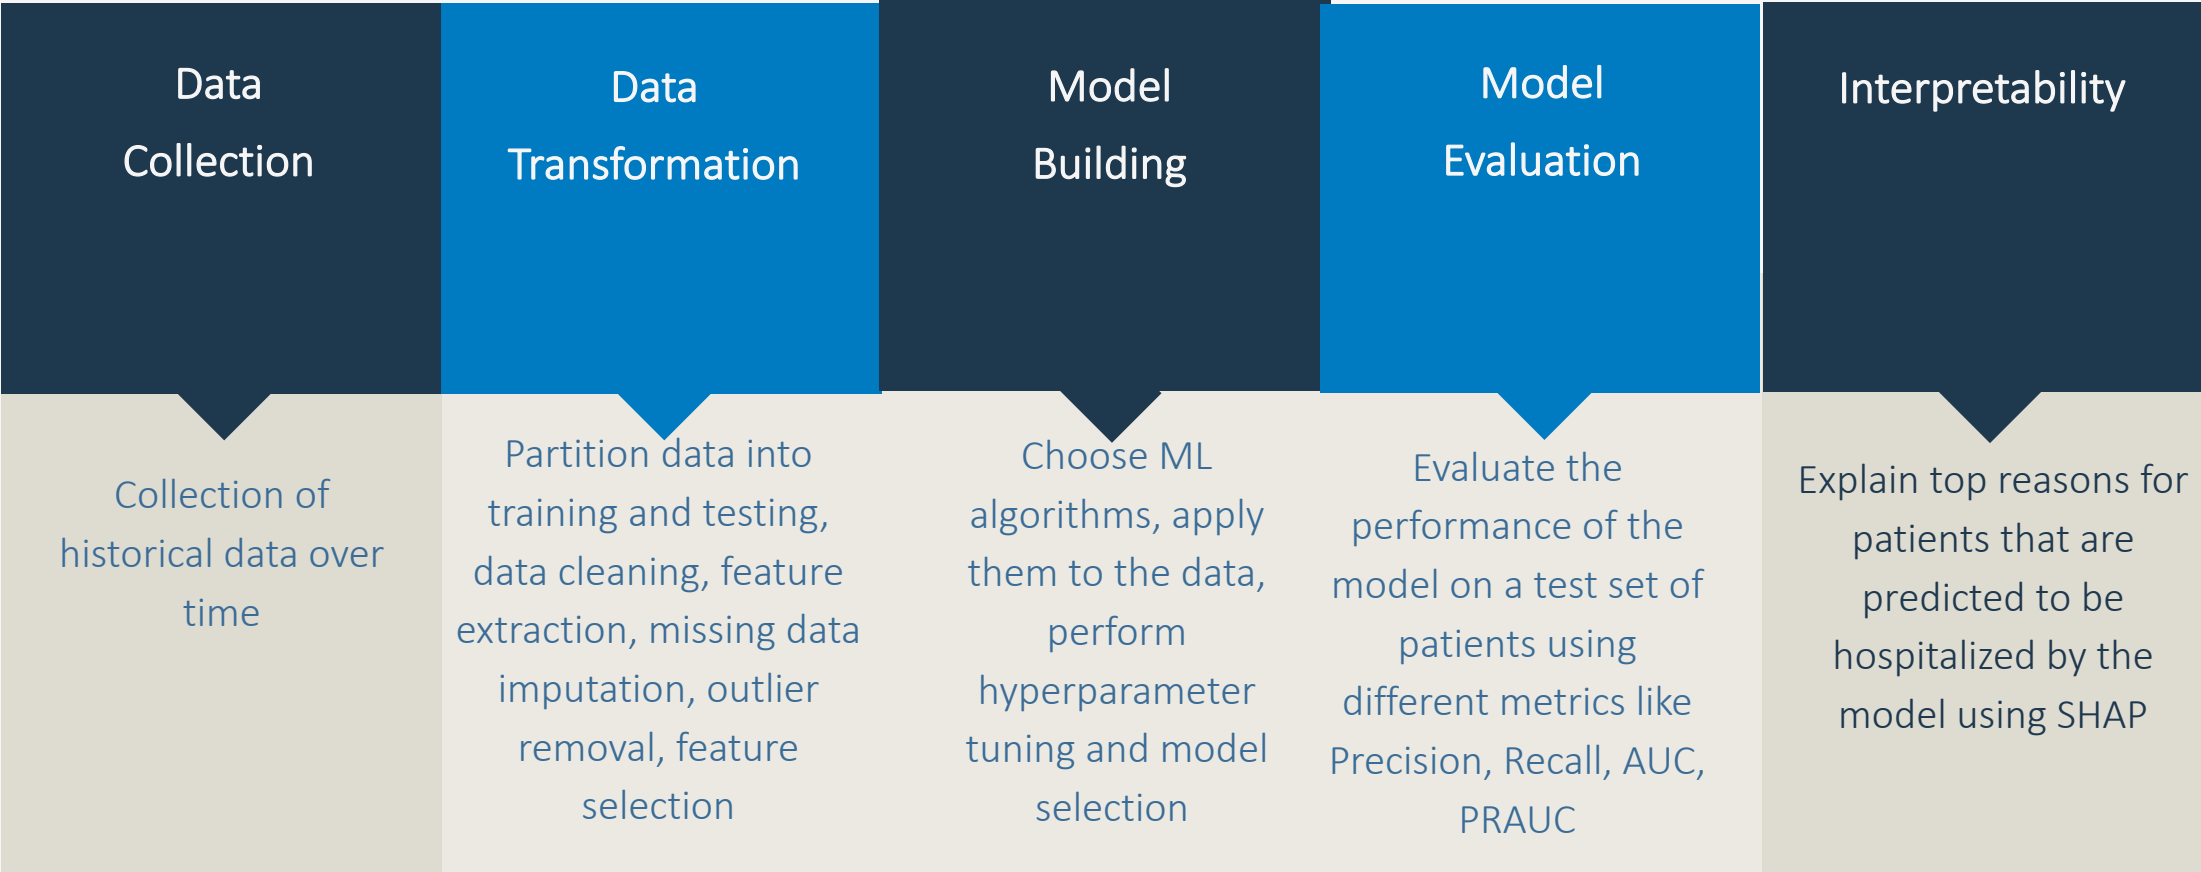 Data
Collection
Collection of
historical data over
time
Data
Transformation
Partition data into
training and testing,
data cleaning, feature
extraction, missing data
imputation, outlier
removal, feature
selection
Model
Building
Choose ML
algorithms, apply
them to the data,
perform
hyperparameter
tuning and model
selection
Model
Evaluation
Evaluate the
performance of the
model on a test set of
patients using
different metrics like
Precision, Recall, AUC,
PRAUC
Interpretability
Explain top reasons for
patients that are
predicted to be
hospitalized by the
model using SHAP